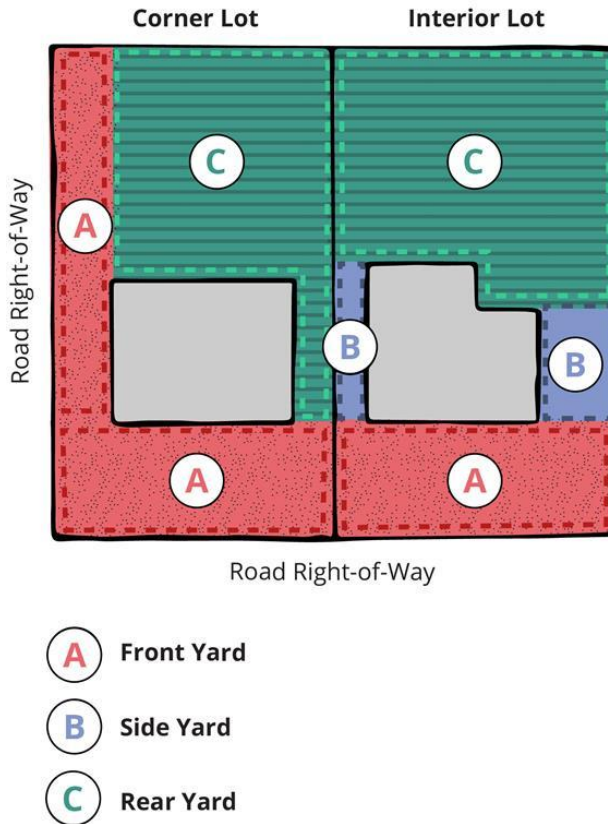 Corner Lot
Interior Lot
C
C
A
Road Right-of-Way
B
B
A
A
Road Right-of-Way
A Front Yard
B Side Yard
C Rear Yard